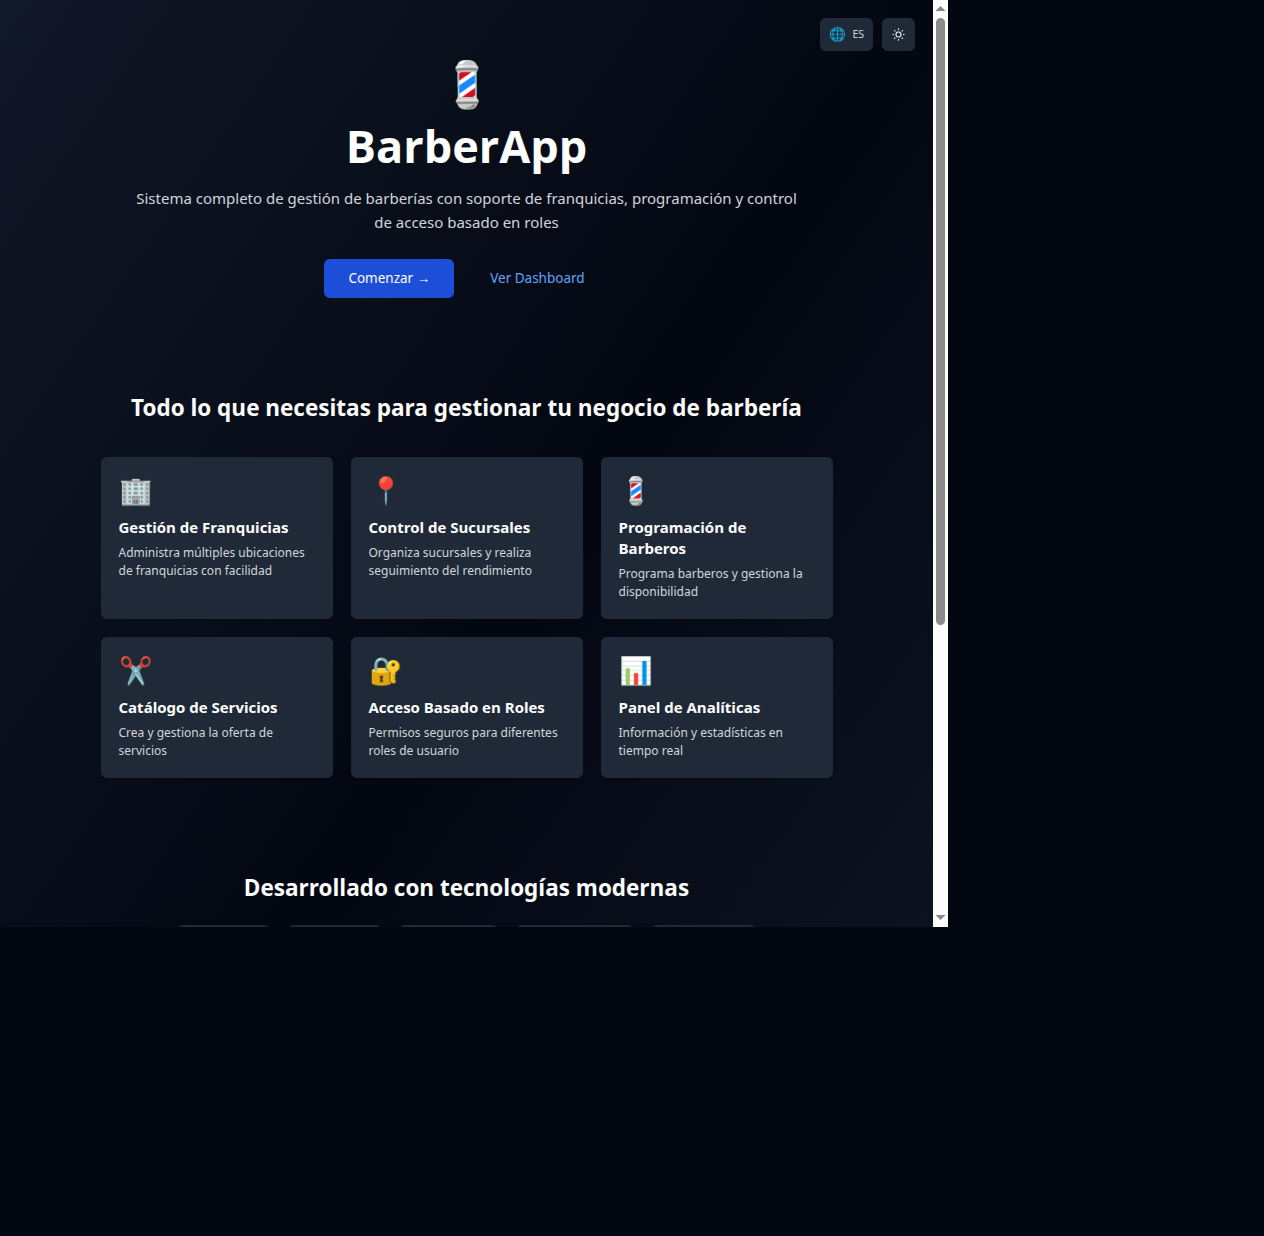 ES
BarberApp
Sistema completo de gestión de barberías con soporte de franquicias, programación y control
de acceso basado en roles
Comenzar →
Ver Dashboard
Todo lo que necesitas para gestionar tu negocio de barbería
Gestión de Franquicias
Administra múltiples ubicaciones
de franquicias con facilidad
Control de Sucursales
Organiza sucursales y realiza
seguimiento del rendimiento
Programación de
Barberos
Programa barberos y gestiona la
disponibilidad
Catálogo de Servicios
Crea y gestiona la oferta de
servicios
Acceso Basado en Roles
Permisos seguros para diferentes
roles de usuario
Panel de Analíticas
Información y estadísticas en
tiempo real
Desarrollado con tecnologías modernas